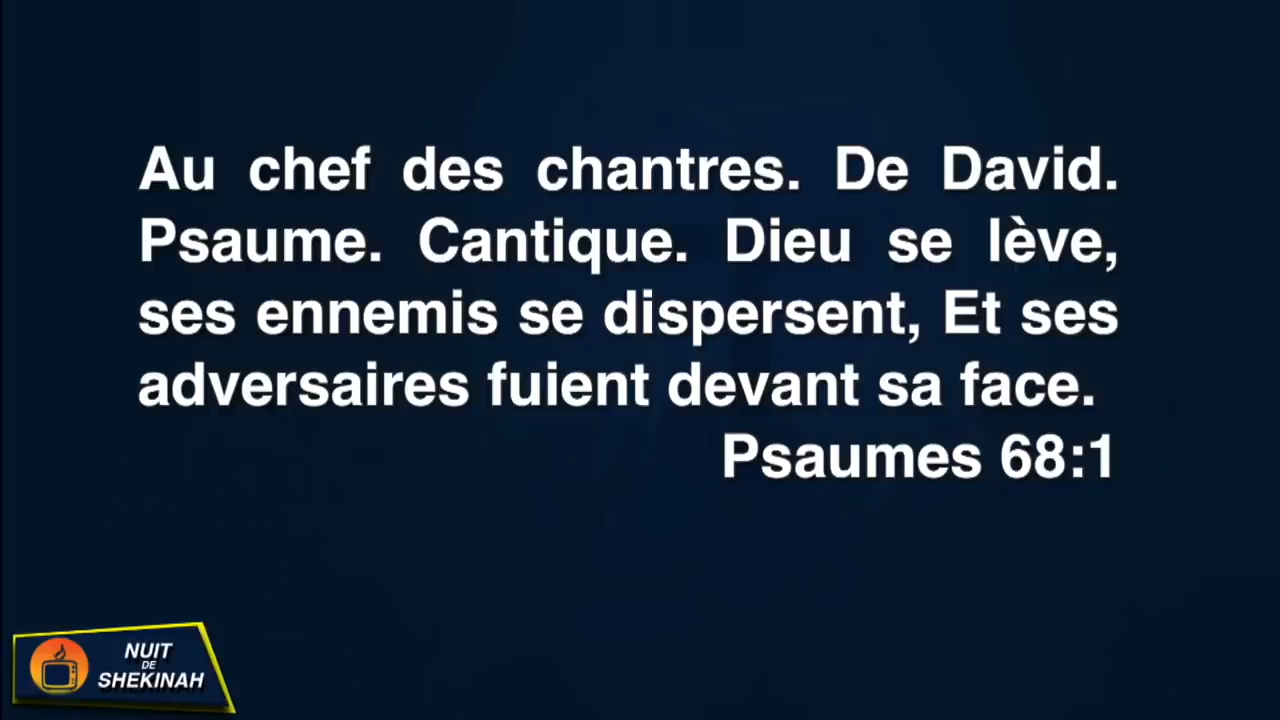 Au chef des chantres. De David.
Psaume. Cantique. Dieu se lève,
ses ennemis se dispersent, Et ses
adversaires fuient devant sa face.
Psaumes 68:1
NUIT
DE
SHEKINAH